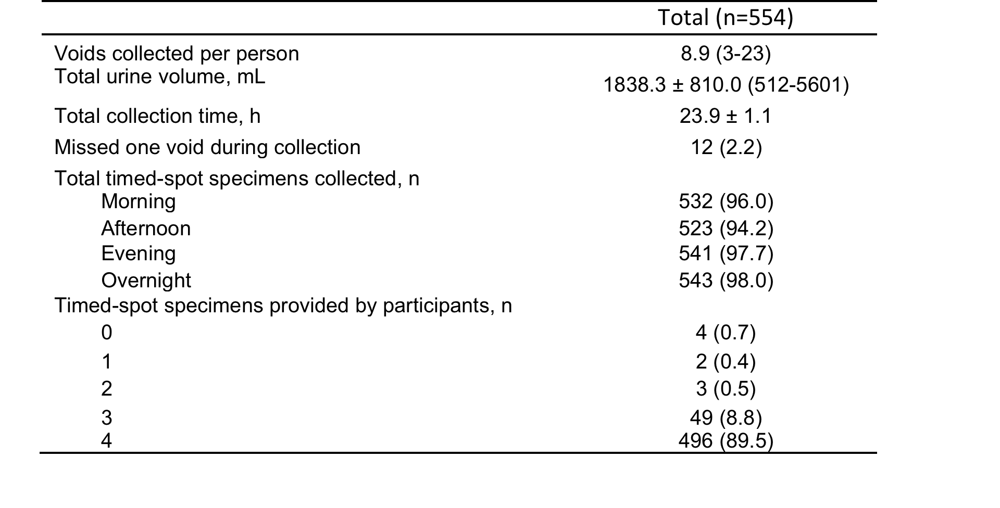 Total (n=554)
Voids collected per person 8.9 (3-23)
Total urine volume, mL 1838.3 ± 810.0 (512-5601)
Total collection time, h 23.9 ± 1.1
Missed one void during collection 12 (2.2)
Total timed-spot specimens collected, n
Morning 532 (96.0)
Afternoon 523 (94.2)
Evening 541 (97.7)
Overnight 543 (98.0)
Timed-spot specimens provided by participants, n
0 4 (0.7)
1 2 (0.4)
2 3 (0.5)
3 49 (8.8)
4 496 (89.5)